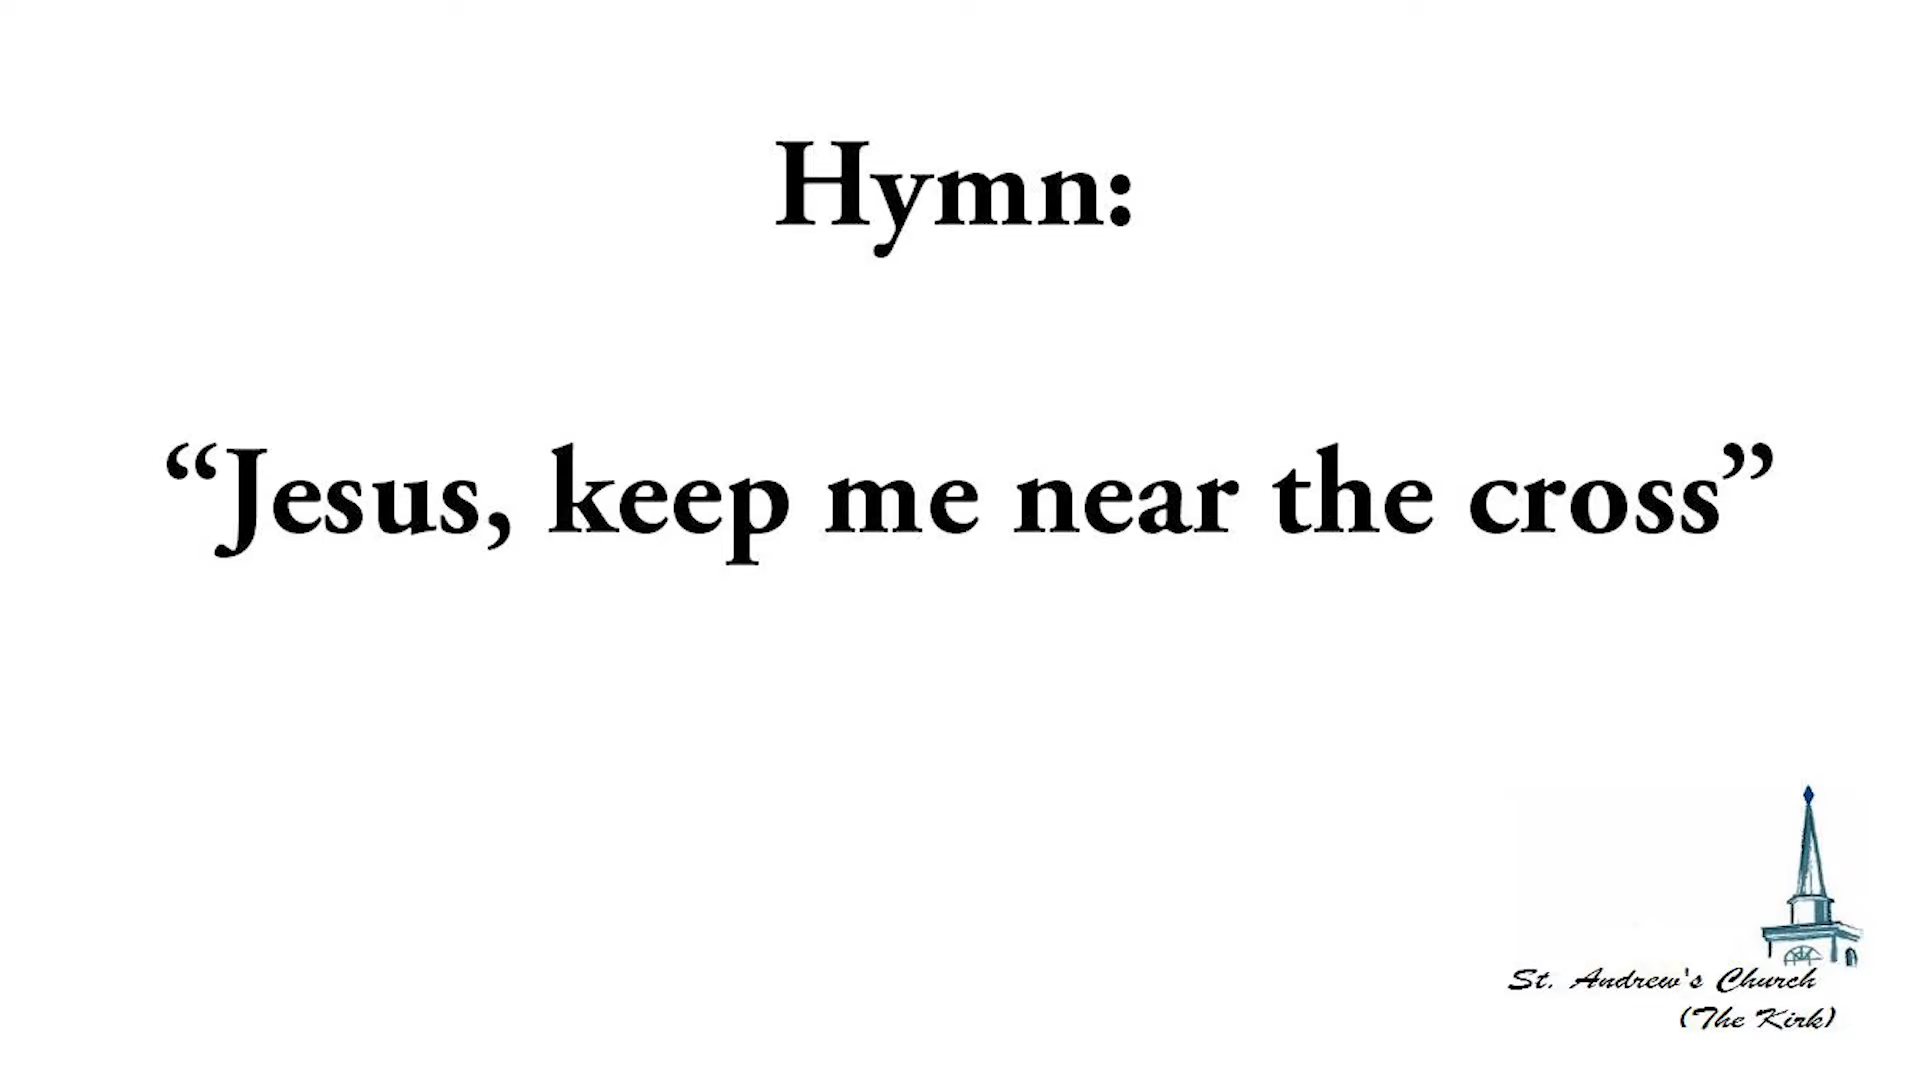 Hymn:
“Jesus, keep me near the cross”
St. Andrew's Church
(The Kirk)